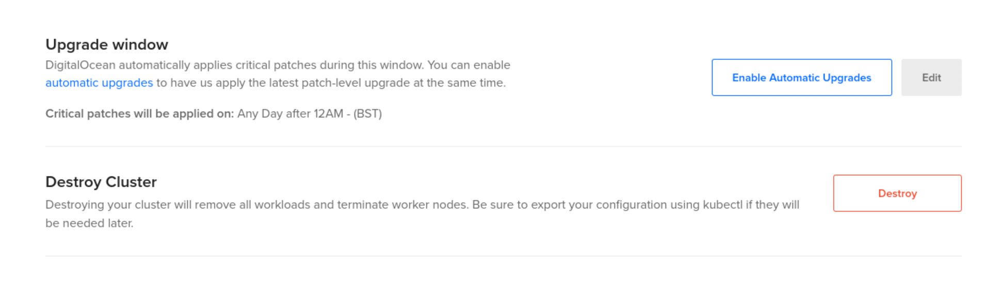 Upgrade window
DigitalOcean automatically applies critical patches during this window. You can enable
automatic upgrades to have us apply the latest patch-level upgrade at the same time.
Enable Automatic Upgrades
Edit
Critical patches will be applied on: Any Day after 12AM - (BST)
Destroy Cluster
Destroying your cluster will remove all workloads and terminate worker nodes. Be sure to export your configuration using kubectl if they will
be needed later.
Destroy